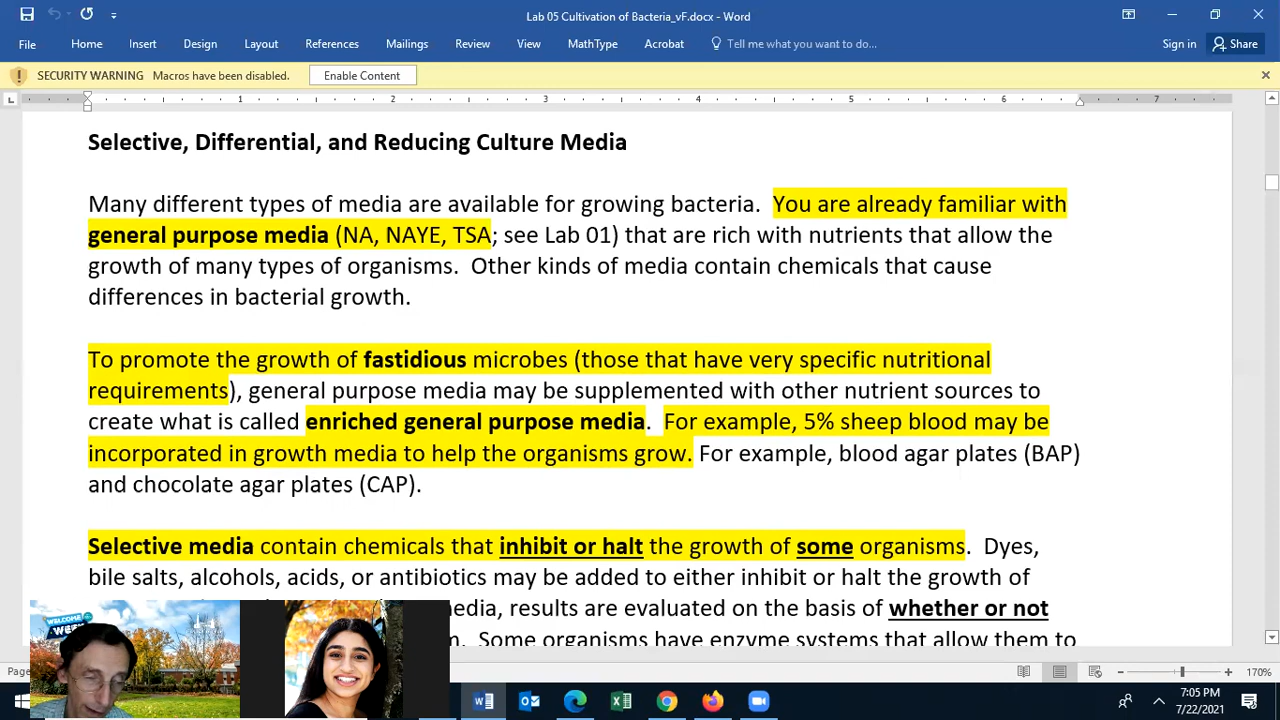 Lab 05 Cultivation of Bacteria_vF.docx - Word
File Home Insert Design Layout References Mailings Review View MathType Acrobat Tell me what you want to do... Sign in Share
SECURITY WARNING Macros have been disabled. Enable Content
1 2 3 4 5 6 7
Selective, Differential, and Reducing Culture Media
Many different types of media are available for growing bacteria. You are already familiar with
general purpose media (NA, NAYE, TSA; see Lab 01) that are rich with nutrients that allow the
growth of many types of organisms. Other kinds of media contain chemicals that cause
differences in bacterial growth.
To promote the growth of fastidious microbes (those that have very specific nutritional
requirements), general purpose media may be supplemented with other nutrient sources to
create what is called enriched general purpose media. For example, 5% sheep blood may be
incorporated in growth media to help the organisms grow. For example, blood agar plates (BAP)
and chocolate agar plates (CAP).
Selective media contain chemicals that inhibit or halt the growth of some organisms. Dyes,
bile salts, alcohols, acids, or antibiotics may be added to either inhibit or halt the growth of
media, results are evaluated on the basis of whether or not
Some organisms have enzyme systems that allow them to
WELCOME
WEEK
Page
170%
7:05 PM
7/22/2021